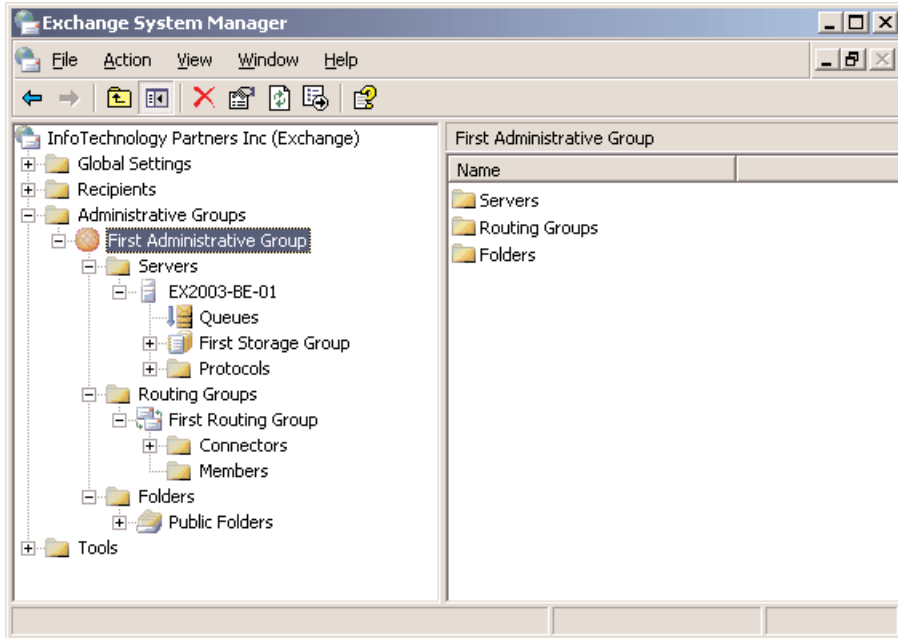 Exchange System Manager
File Action View Window Help
InfoTechnology Partners Inc (Exchange)
Global Settings
Recipients
Administrative Groups
First Administrative Group
Servers
EX2003-BE-01
Queues
First Storage Group
Protocols
Routing Groups
First Routing Group
Connectors
Members
Folders
Public Folders
Tools
First Administrative Group
Name
Servers
Routing Groups
Folders